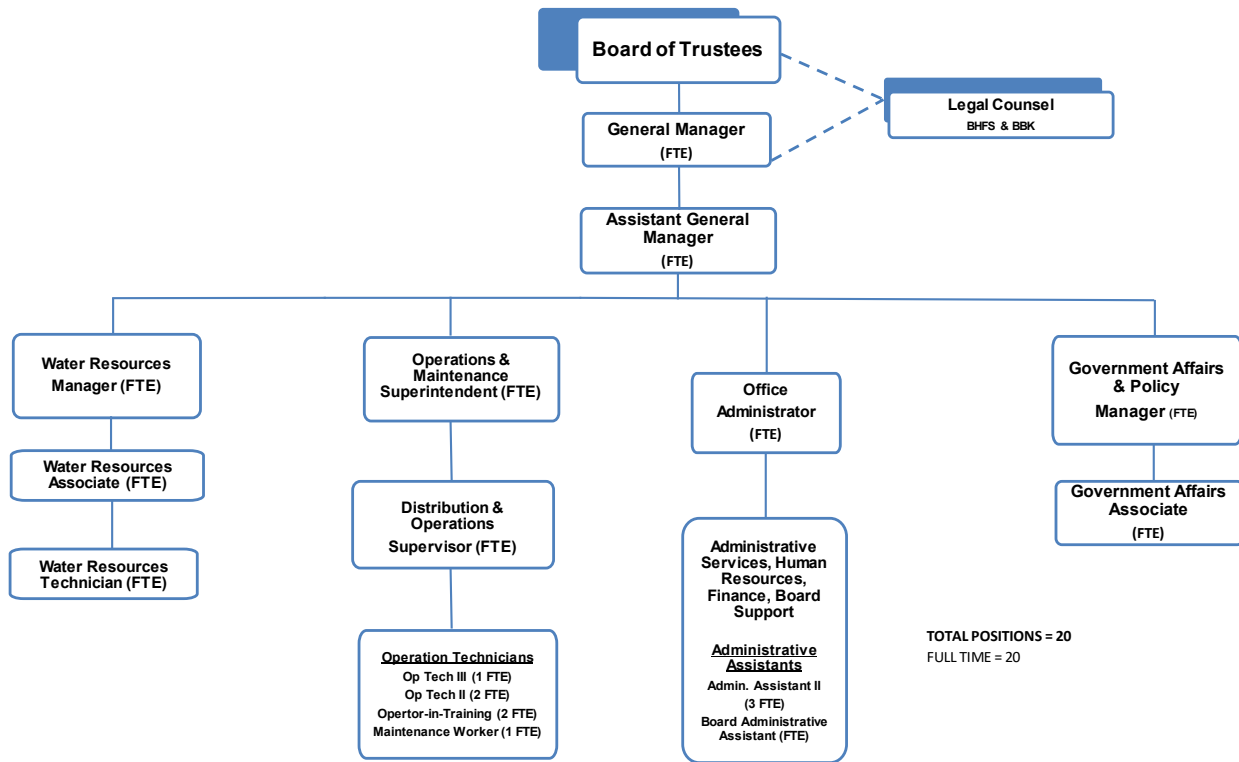 Board of Trustees
Legal Counsel
BHFS & BBK
General Manager
(FTE)
Assistant General
Manager
(FTE)
Water Resources
Manager (FTE)
Water Resources
Associate (FTE)
Water Resources
Technician (FTE)
Operations &
Maintenance
Superintendent (FTE)
Distribution &
Operations
Supervisor (FTE)
Operation Technicians
Op Tech III (1 FTE)
Op Tech II (2 FTE)
Opertor-in-Training (2 FTE)
Maintenance Worker (1 FTE)
Office
Administrator
(FTE)
Administrative
Services, Human
Resources,
Finance, Board
Support
Administrative
Assistants
Admin. Assistant II
(3 FTE)
Board Administrative
Assistant (FTE)
Government Affairs
& Policy
Manager (FTE)
Government Affairs
Associate
(FTE)
TOTAL POSITIONS = 20
FULL TIME = 20